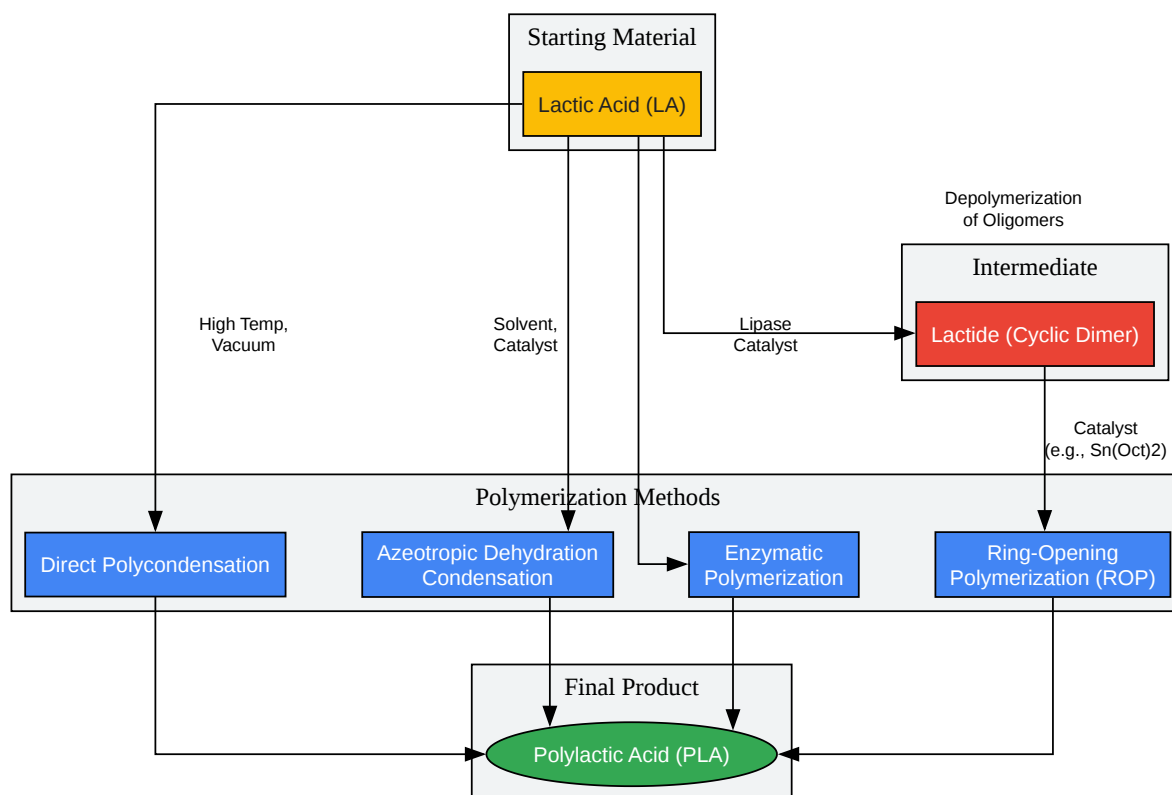 Starting Material
Lactic Acid (LA)
Depolymerization
of Oligomers
Intermediate
Lactide (Cyclic Dimer)
High Temp,
Vacuum
Solvent,
Catalyst
Lipase
Catalyst
Catalyst
(e.g., Sn(Oct)2)
Polymerization Methods
Direct Polycondensation
Azeotropic Dehydration
Condensation
Enzymatic
Polymerization
Ring-Opening
Polymerization (ROP)
Final Product
Polylactic Acid (PLA)